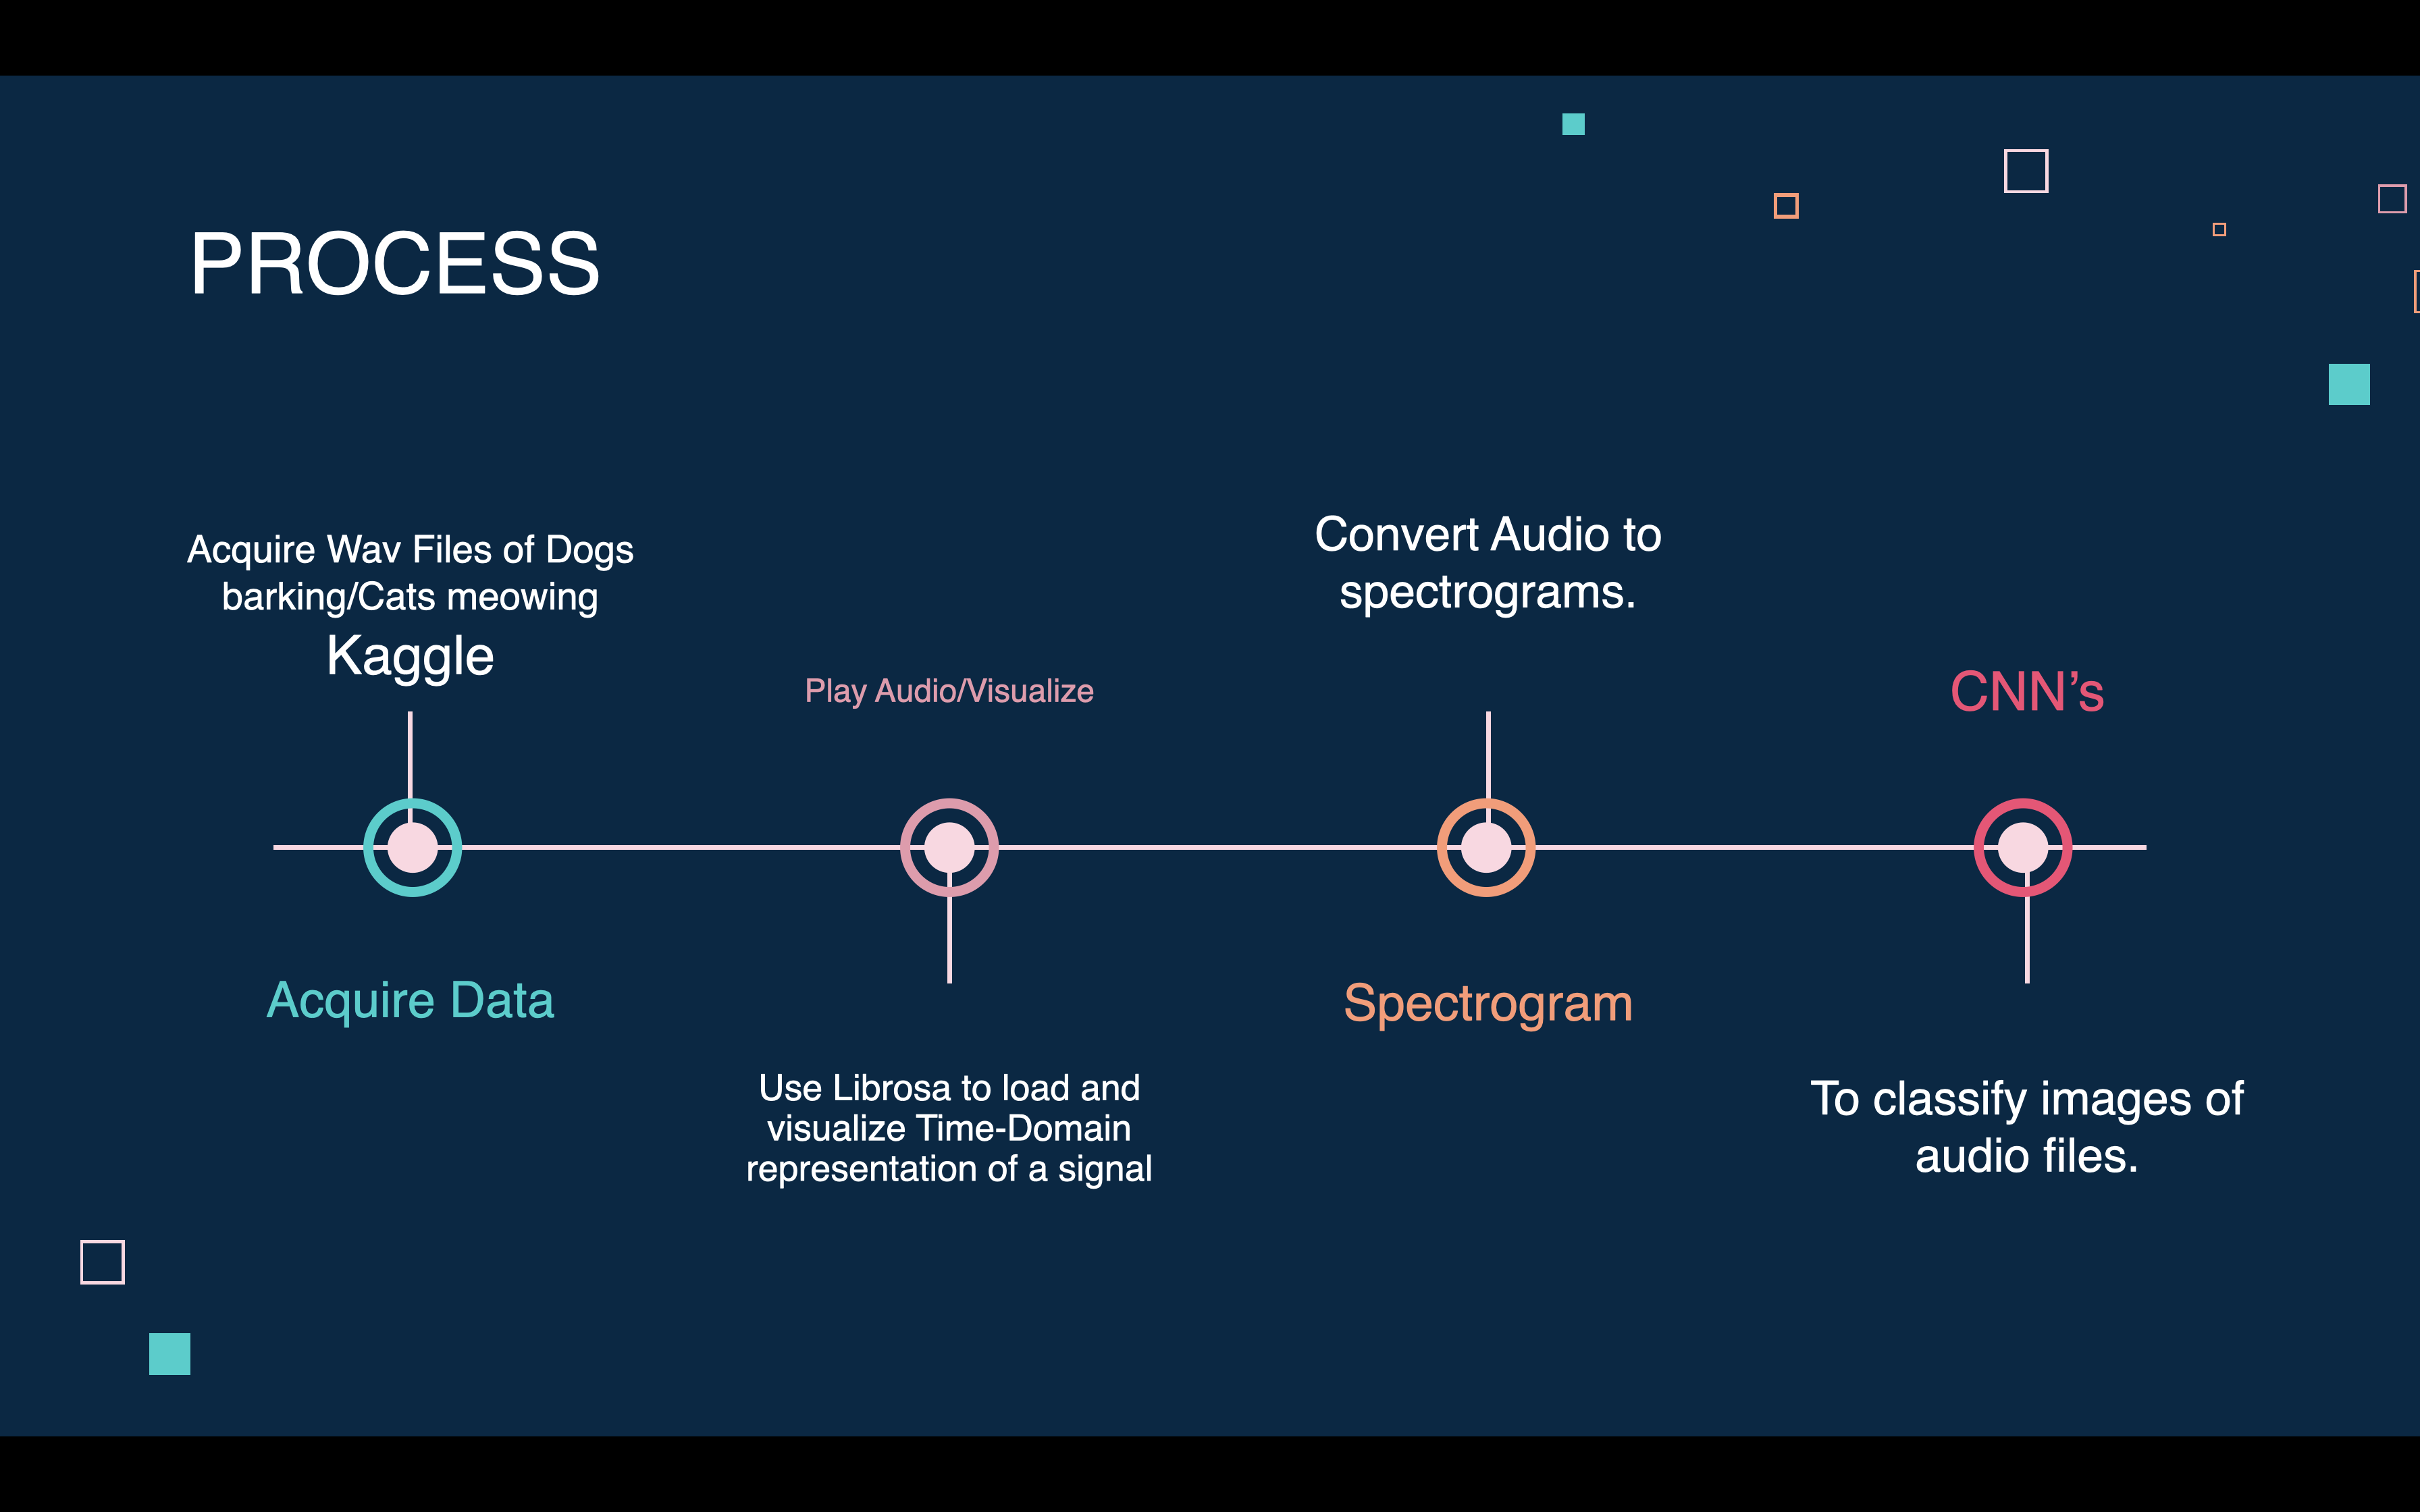 PROCESS
Acquire Wav Files of Dogs
barking/Cats meowing
Kaggle
Acquire Data
Play Audio/Visualize
Use Librosa to load and
visualize Time-Domain
representation of a signal
Convert Audio to
spectrograms.
Spectrogram
CNN’s
To classify images of
audio files.